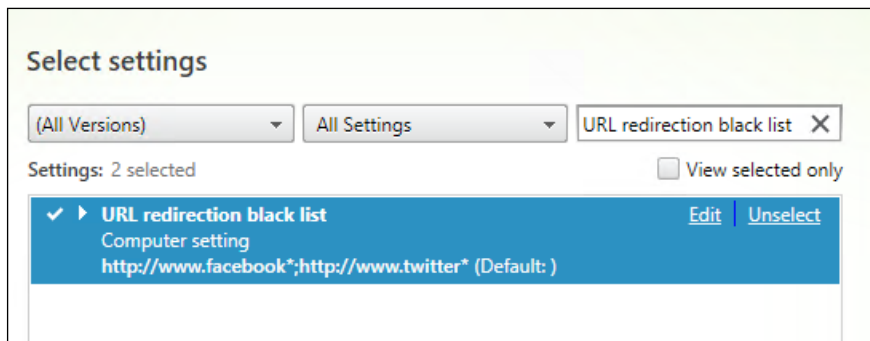 Select settings
(All Versions) All Settings URL redirection black list
Settings: 2 selected View selected only
URL redirection black list Edit Unselect
Computer setting
http://www.facebook*;http://www.twitter* (Default: )